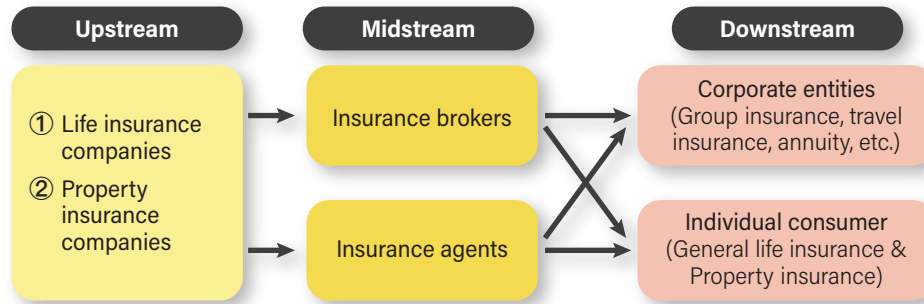 Upstream
Midstream
Downstream
① Life insurance
companies
② Property
insurance
companies
Insurance brokers
Insurance agents
Corporate entities
(Group insurance, travel
insurance, annuity, etc.)
Individual consumer
(General life insurance &
Property insurance)